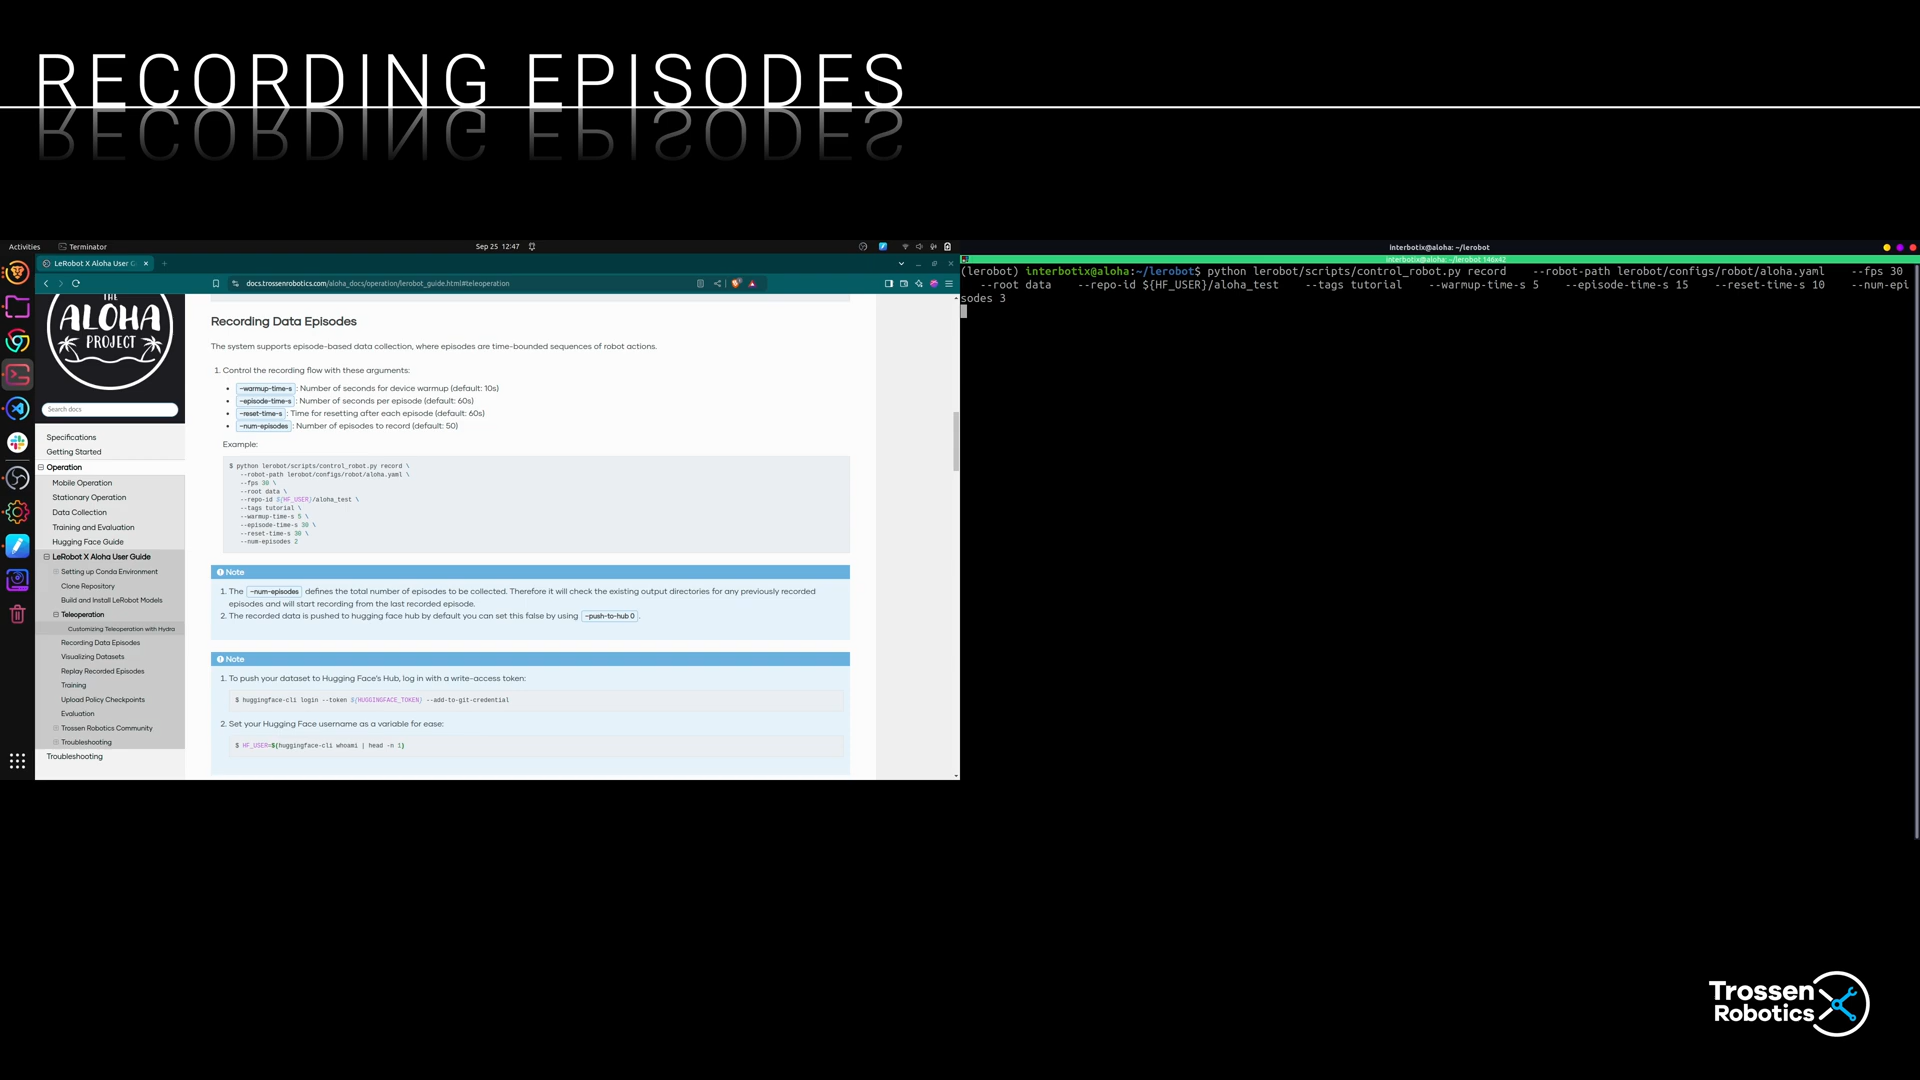 RECORDING EPISODES
Activities
Terminator
Sep 25 12:47
LeRobot X Aloha User G
docs.trossenrobotics.com/aloha_docs/operation/lerobot_guide.html#teleoperation
THE
ALOHA
PROJECT
Search docs
Specifications
Getting Started
Operation
Mobile Operation
Stationary Operation
Data Collection
Training and Evaluation
Hugging Face Guide
LeRobot X Aloha User Guide
Setting up Conda Environment
Clone Repository
Build and Install LeRobot Models
Teleoperation
Customizing Teleoperation with Hydra
Recording Data Episodes
Visualizing Datasets
Replay Recorded Episodes
Training
Upload Policy Checkpoints
Evaluation
Trossen Robotics Community
Troubleshooting
Troubleshooting
Recording Data Episodes
The system supports episode-based data collection, where episodes are time-bounded sequences of robot actions.
1. Control the recording flow with these arguments:
• –warmup-time-s : Number of seconds for device warmup (default: 10s)
• –episode-time-s : Number of seconds per episode (default: 60s)
• –reset-time-s : Time for resetting after each episode (default: 60s)
• –num-episodes : Number of episodes to record (default: 50)
Example:
$ python lerobot/scripts/control_robot.py record \
--robot-path lerobot/configs/robot/aloha.yaml \
--fps 30 \
--root data \
--repo-id ${HF_USER}/aloha_test \
--tags tutorial \
--warmup-time-s 5 \
--episode-time-s 30 \
--reset-time-s 30 \
--num-episodes 2
Note
1. The –num-episodes defines the total number of episodes to be collected. Therefore it will check the existing output directories for any previously recorded
episodes and will start recording from the last recorded episode.
2. The recorded data is pushed to hugging face hub by default you can set this false by using –push-to-hub 0 .
Note
1. To push your dataset to Hugging Face's Hub, log in with a write-access token:
$ huggingface-cli login --token ${HUGGINGFACE_TOKEN} --add-to-git-credential
2. Set your Hugging Face username as a variable for ease:
$ HF_USER=$(huggingface-cli whoami | head -n 1)
interbotix@aloha: ~/lerobot
interbotix@aloha: ~/lerobot 146x42
(lerobot) interbotix@aloha:~/lerobot$ python lerobot/scripts/control_robot.py record --robot-path lerobot/configs/robot/aloha.yaml --fps 30
--root data --repo-id ${HF_USER}/aloha_test --tags tutorial --warmup-time-s 5 --episode-time-s 15 --reset-time-s 10 --num-epi
sodes 3
Trossen
Robotics